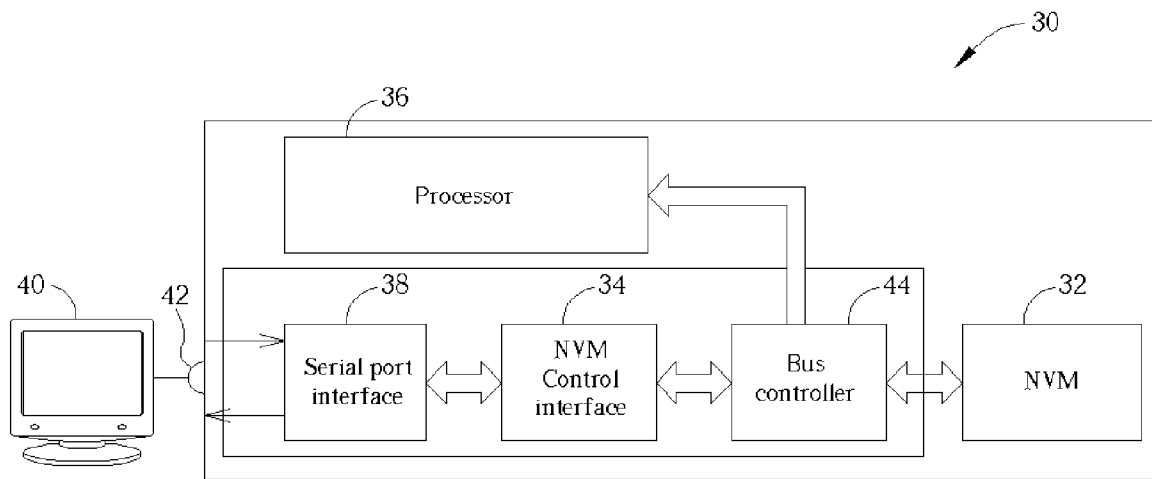 30
36
Processor
40
42
38
34
44
32
Serial port
interface
NVM
Control
interface
Bus
controller
NVM